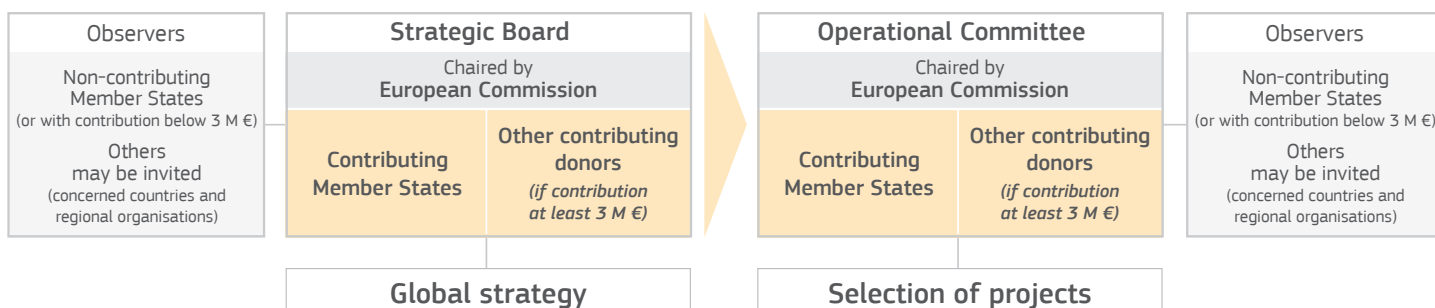 Observers
Non-contributing
Member States
(or with contribution below 3 M €)
Others
may be invited
(concerned countries and
regional organisations)
Strategic Board
Chaired by
European Commission
Contributing
Member States
Other contributing
donors
(if contribution
at least 3 M €)
Global strategy
Operational Committee
Chaired by
European Commission
Contributing
Member States
Other contributing
donors
(if contribution
at least 3 M €)
Selection of projects
Observers
Non-contributing
Member States
(or with contribution below 3 M €)
Others
may be invited
(concerned countries and
regional organisations)